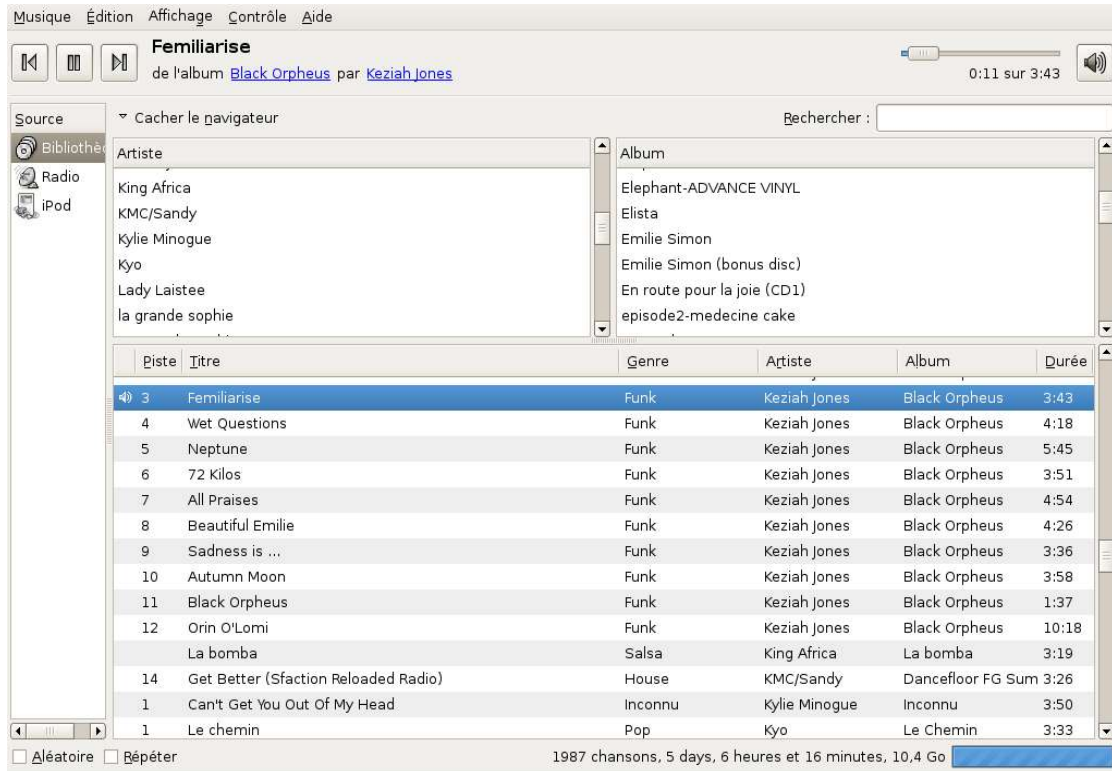 Musique Édition Affichage Contrôle Aide
Femiliarise
de l'album Black Orpheus par Keziah Jones
0:11 sur 3:43
Source
Cacher le navigateur
Rechercher :
Bibliothè
Radio
iPod
Artiste
King Africa
KMC/Sandy
Kylie Minogue
Kyo
Lady Laistee
la grande sophie
Album
Elephant-ADVANCE VINYL
Elista
Emilie Simon
Emilie Simon (bonus disc)
En route pour la joie (CD1)
episode2-medecine cake
Piste Titre Genre Artiste Album Durée
3 Femiliarise Funk Keziah Jones Black Orpheus 3:43
4 Wet Questions Funk Keziah Jones Black Orpheus 4:18
5 Neptune Funk Keziah Jones Black Orpheus 5:45
6 72 Kilos Funk Keziah Jones Black Orpheus 3:51
7 All Praises Funk Keziah Jones Black Orpheus 4:54
8 Beautiful Emilie Funk Keziah Jones Black Orpheus 4:26
9 Sadness is ... Funk Keziah Jones Black Orpheus 3:36
10 Autumn Moon Funk Keziah Jones Black Orpheus 3:58
11 Black Orpheus Funk Keziah Jones Black Orpheus 1:37
12 Orin O'Lomi Funk Keziah Jones Black Orpheus 10:18
La bomba Salsa King Africa La bomba 3:19
14 Get Better (Sfaction Reloaded Radio) House KMC/Sandy Dancefloor FG Sum 3:26
1 Can't Get You Out Of My Head Inconnu Kylie Minogue Inconnu 3:50
1 Le chemin Pop Kyo Le Chemin 3:33
Aléatoire Répéter 1987 chansons, 5 days, 6 heures et 16 minutes, 10,4 Go